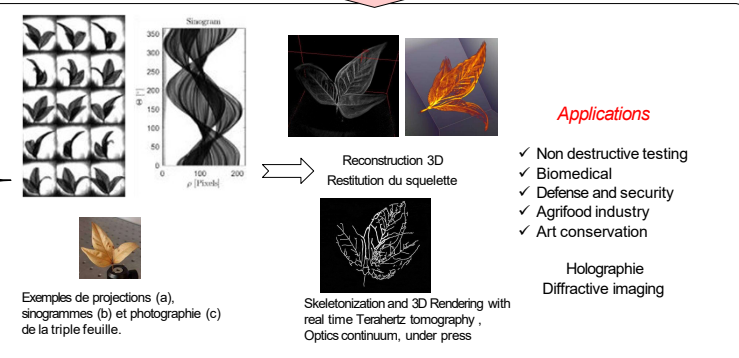 Sinogram
350
300
250
200
150
100
50
0
Θ [°]
0 100 200
ρ [Pixels]
Reconstruction 3D
Restitution du squelette
Exemples de projections (a),
sinogrammes (b) et photographie (c)
de la triple feuille.
Skeletonization and 3D Rendering with
real time Terahertz tomography ,
Optics continuum, under press
Applications
✓ Non destructive testing
✓ Biomedical
✓ Defense and security
✓ Agrifood industry
✓ Art conservation
Holographie
Diffractive imaging